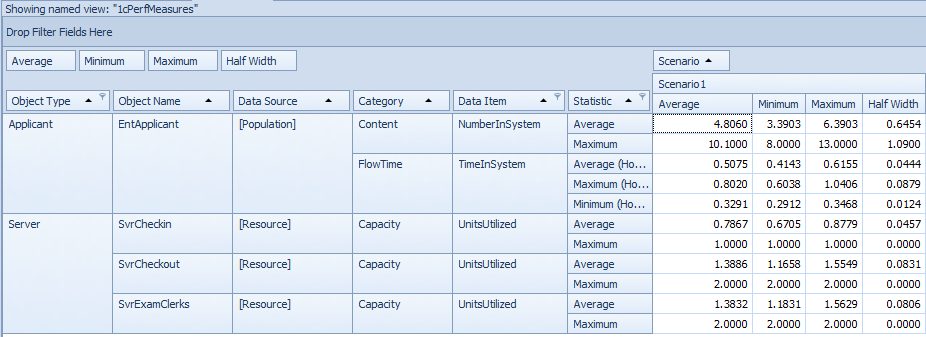 Showing named view: "1cPerfMeasures"
Drop Filter Fields Here
Average Minimum Maximum Half Width Scenario
Scenario1
Object Type Object Name Data Source Category Data Item Statistic Average Minimum Maximum Half Width
Applicant EntApplicant [Population] Content NumberInSystem Average 4.8060 3.3903 6.3903 0.6454
Maximum 10.1000 8.0000 13.0000 1.0900
FlowTime TimeInSystem Average (Ho... 0.5075 0.4143 0.6155 0.0444
Maximum (Ho... 0.8020 0.6038 1.0406 0.0879
Minimum (Ho... 0.3291 0.2912 0.3468 0.0124
Server SvrCheckin [Resource] Capacity UnitsUtilized Average 0.7867 0.6705 0.8779 0.0457
Maximum 1.0000 1.0000 1.0000 0.0000
SvrCheckout [Resource] Capacity UnitsUtilized Average 1.3886 1.1658 1.5549 0.0831
Maximum 2.0000 2.0000 2.0000 0.0000
SvrExamClerks [Resource] Capacity UnitsUtilized Average 1.3832 1.1831 1.5629 0.0806
Maximum 2.0000 2.0000 2.0000 0.0000